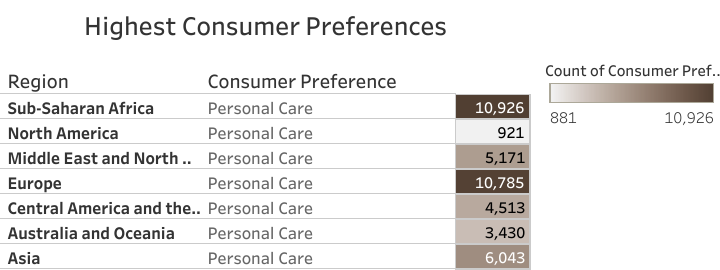 Highest Consumer Preferences
Count of Consumer Pref..
881 10,926
Region Consumer Preference
Sub-Saharan Africa Personal Care 10,926
North America Personal Care 921
Middle East and North .. Personal Care 5,171
Europe Personal Care 10,785
Central America and the.. Personal Care 4,513
Australia and Oceania Personal Care 3,430
Asia Personal Care 6,043